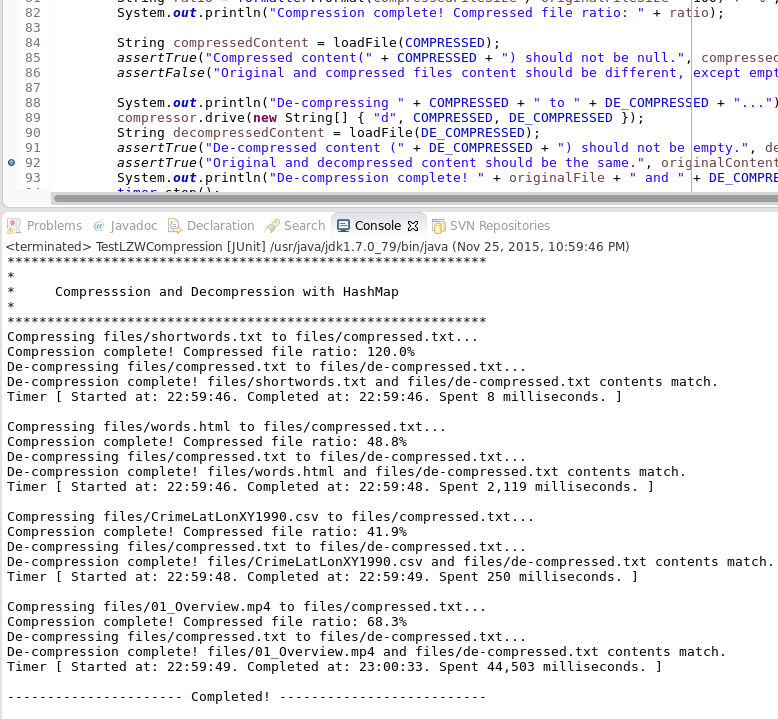 82 System.out.println("Compression complete! Compressed file ratio: " + ratio);
83
84 String compressedContent = loadFile(COMPRESSED);
85 assertTrue("Compressed content(" + COMPRESSED + ") should not be null.", compressed
86 assertFalse("Original and compressed files content should be different, except empt
87
88 System.out.println("De-compressing " + COMPRESSED + " to " + DE_COMPRESSED + "...")
89 compressor.drive(new String[] { "d", COMPRESSED, DE_COMPRESSED });
90 String decompressedContent = loadFile(DE_COMPRESSED);
91 assertTrue("De-compressed content (" + DE_COMPRESSED + ") should not be empty.", de
92 assertTrue("Original and decompressed content should be the same.", originalContent
93 System.out.println("De-compression complete! " + originalFile + " and " + DE_COMPRE
Problems @ Javadoc Declaration Search Console SVN Repositories
<terminated> TestLZWCompression [JUnit] /usr/java/jdk1.7.0_79/bin/java (Nov 25, 2015, 10:59:46 PM)
************************************************************
*
* Compresssion and Decompression with HashMap
*
************************************************************
Compressing files/shortwords.txt to files/compressed.txt...
Compression complete! Compressed file ratio: 120.0%
De-compressing files/compressed.txt to files/de-compressed.txt...
De-compression complete! files/shortwords.txt and files/de-compressed.txt contents match.
Timer [ Started at: 22:59:46. Completed at: 22:59:46. Spent 8 milliseconds. ]
Compressing files/words.html to files/compressed.txt...
Compression complete! Compressed file ratio: 48.8%
De-compressing files/compressed.txt to files/de-compressed.txt...
De-compression complete! files/words.html and files/de-compressed.txt contents match.
Timer [ Started at: 22:59:46. Completed at: 22:59:48. Spent 2,119 milliseconds. ]
Compressing files/CrimeLatLonXY1990.csv to files/compressed.txt...
Compression complete! Compressed file ratio: 41.9%
De-compressing files/compressed.txt to files/de-compressed.txt...
De-compression complete! files/CrimeLatLonXY1990.csv and files/de-compressed.txt contents match.
Timer [ Started at: 22:59:48. Completed at: 22:59:49. Spent 250 milliseconds. ]
Compressing files/01_Overview.mp4 to files/compressed.txt...
Compression complete! Compressed file ratio: 68.3%
De-compressing files/compressed.txt to files/de-compressed.txt...
De-compression complete! files/01_Overview.mp4 and files/de-compressed.txt contents match.
Timer [ Started at: 22:59:49. Completed at: 23:00:33. Spent 44,503 milliseconds. ]
---------------------- Completed! --------------------------